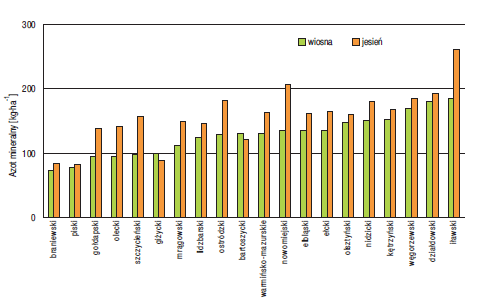 300
wiosna jesień
200
100
0
Azot mineralny [kg·ha⁻¹]
braniewski
piski
gołdapski
olecki
szczycieński
giżycki
mrągowski
lidzbarski
ostródzki
bartoszycki
warmińsko-mazurskie
nowomiejski
elbląski
ełcki
olsztyński
nidzicki
kętrzyński
węgorzewski
działdowski
iławski